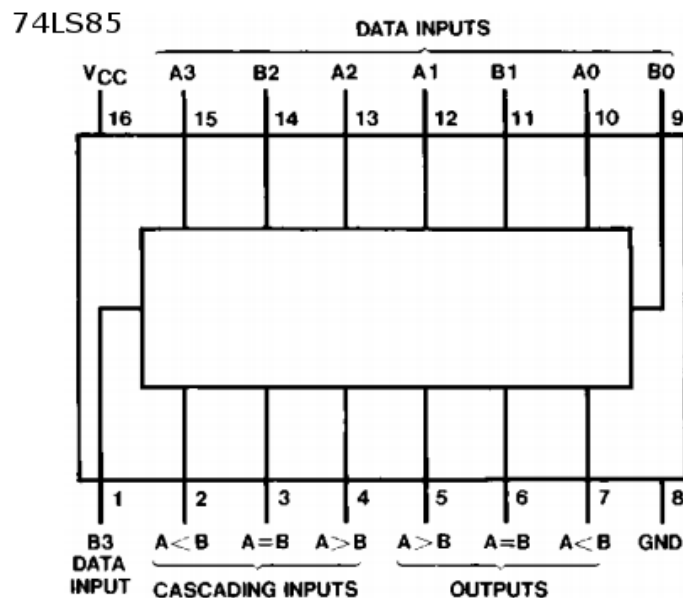 74LS85
DATA INPUTS
VCC A3 B2 A2 A1 B1 A0 B0
16 15 14 13 12 11 10 9
1 2 3 4 5 6 7 8
B3 A<B A=B A>B A>B A=B A<B GND
DATA
INPUT CASCADING INPUTS OUTPUTS